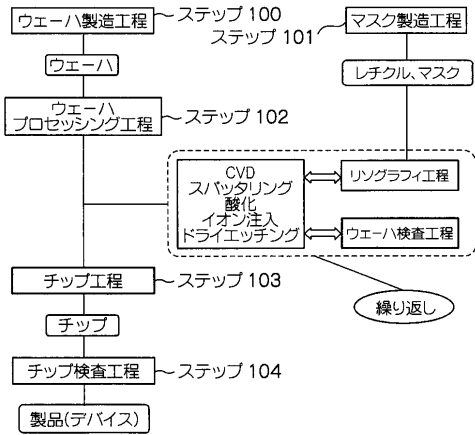 ウェーハ製造工程
ステップ 100
マスク製造工程
ステップ 101
ウェーハ
レチクル、マスク
ウェーハ
プロセッシング工程
ステップ 102
CVD
スパッタリング
酸化
イオン注入
ドライエッチング
リソグラフィ工程
ウェーハ検査工程
チップ工程
ステップ 103
繰り返し
チップ
チップ検査工程
ステップ 104
製品(デバイス)